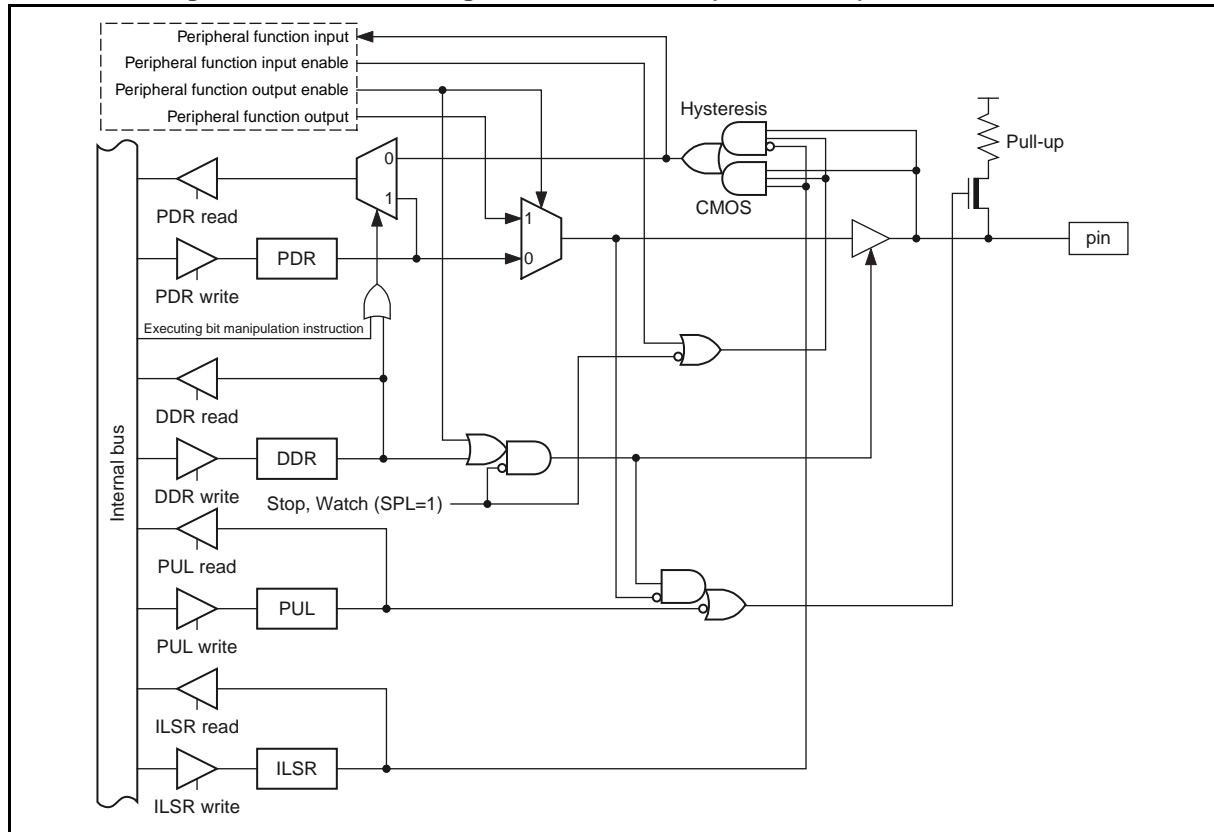 Peripheral function input
Peripheral function input enable
Peripheral function output enable
Peripheral function output
Hysteresis
Pull-up
0
1
CMOS
PDR read
1
pin
PDR
0
PDR write
Executing bit manipulation instruction
DDR read
Internal bus
DDR
DDR write
Stop, Watch (SPL=1)
PUL read
PUL
PUL write
ILSR read
ILSR
ILSR write